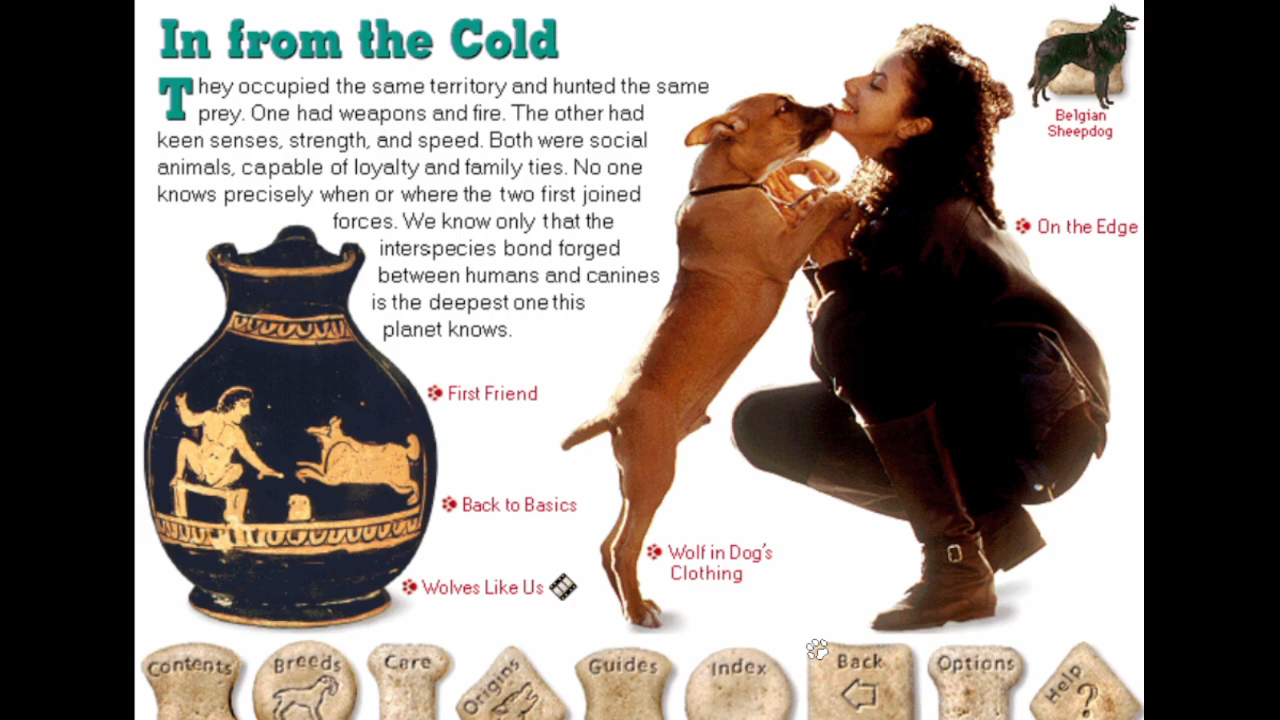 In from the Cold
They occupied the same territory and hunted the same
prey. One had weapons and fire. The other had
keen senses, strength, and speed. Both were social
animals, capable of loyalty and family ties. No one
knows precisely when or where the two first joined
forces. We know only that the
interspecies bond forged
between humans and canines
is the deepest one this
planet knows.
Belgian
Sheepdog
On the Edge
First Friend
Back to Basics
Wolf in Dog's
Clothing
Wolves Like Us
Contents
Breeds
Care
Origins
Guides
Index
Back
Options
Help
?